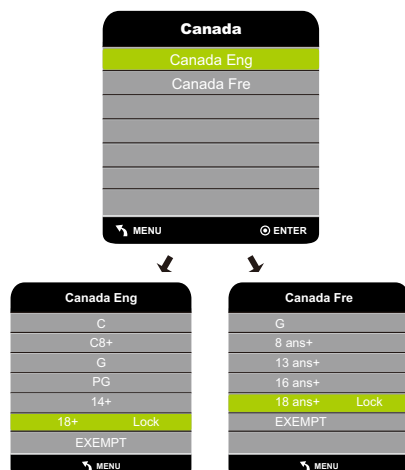 Canada
Canada Eng
Canada Fre
MENU ENTER
Canada Eng
C
C8+
G
PG
14+
18+ Lock
EXEMPT
MENU
Canada Fre
G
8 ans+
13 ans+
16 ans+
18 ans+ Lock
EXEMPT
MENU